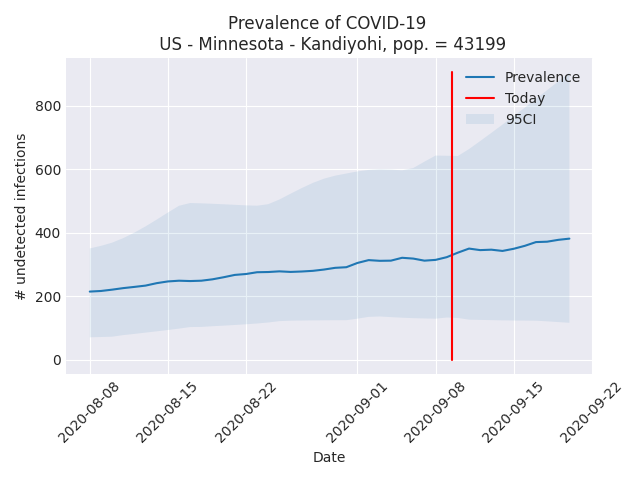 Prevalence of COVID-19
US - Minnesota - Kandiyohi, pop. = 43199
Prevalence
Today
95CI
# undetected infections
800
600
400
200
0
2020-08-08
2020-08-15
2020-08-22
2020-09-01
2020-09-08
2020-09-15
2020-09-22
Date